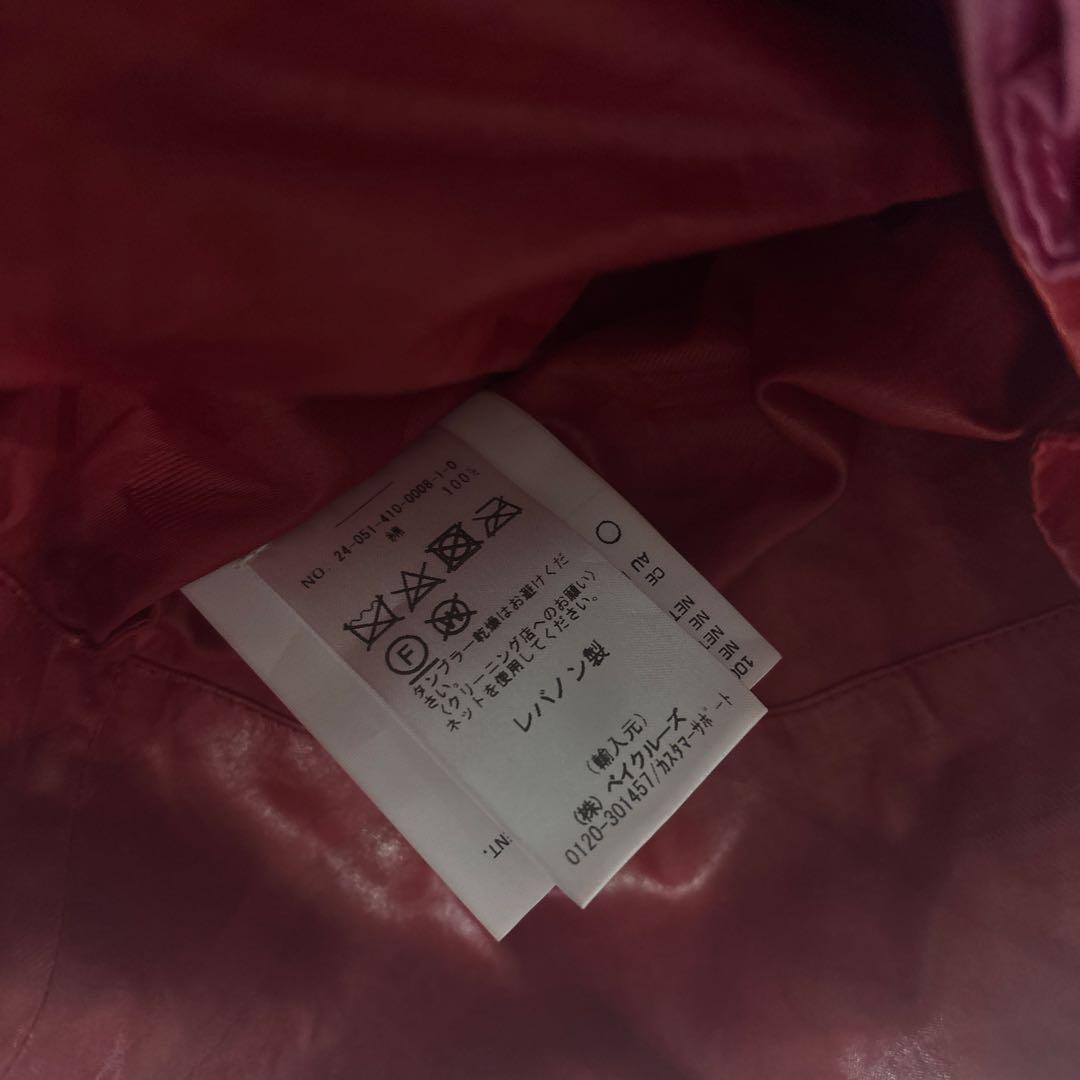 NO. 24-051-410-0008-1-0
綿 100%
F W
タンブラー乾燥はお避けくだ
さい。
〈クリーニング店へのお願い〉
ネットを使用してください。
レバノン製
(輸入元)
(株) ベイクルーズ
0120-301457/カスタマーサポート
NET
NET
NET